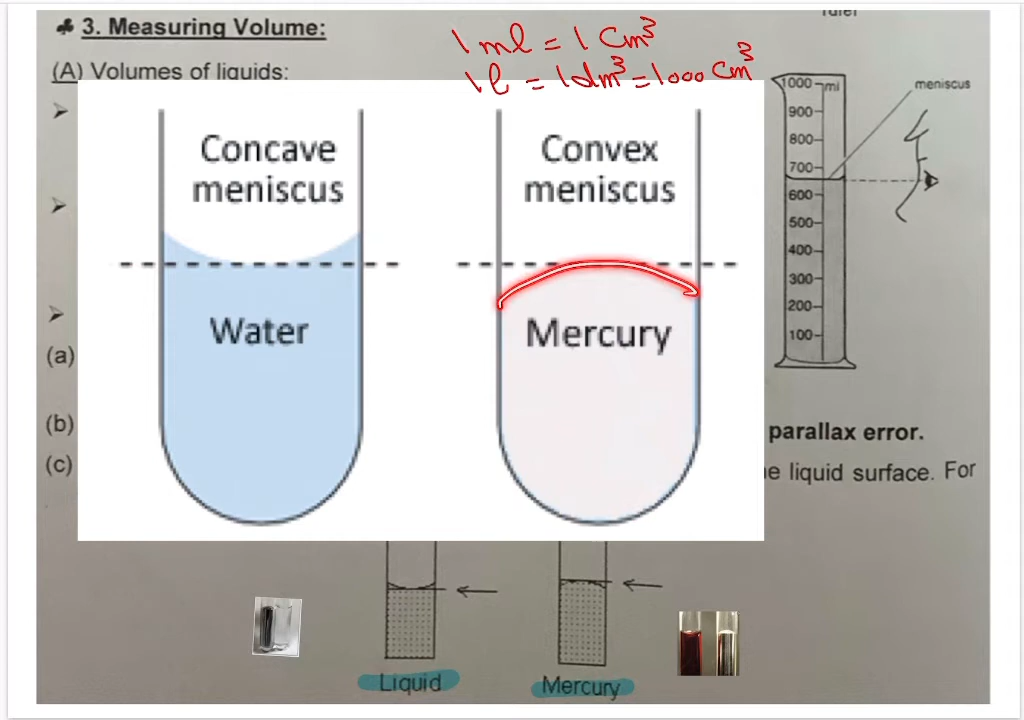 ♣ 3. Measuring Volume:
1 ml = 1 cm³
(A) Volumes of liquids:
1 l = 1 dm³ = 1000 cm³
Concave
meniscus
Convex
meniscus
Water
Mercury
1000 ml
900
800
700
600
500
400
300
200
100
meniscus
(a)
(b)
parallax error.
(c)
liquid surface. For
Liquid
Mercury